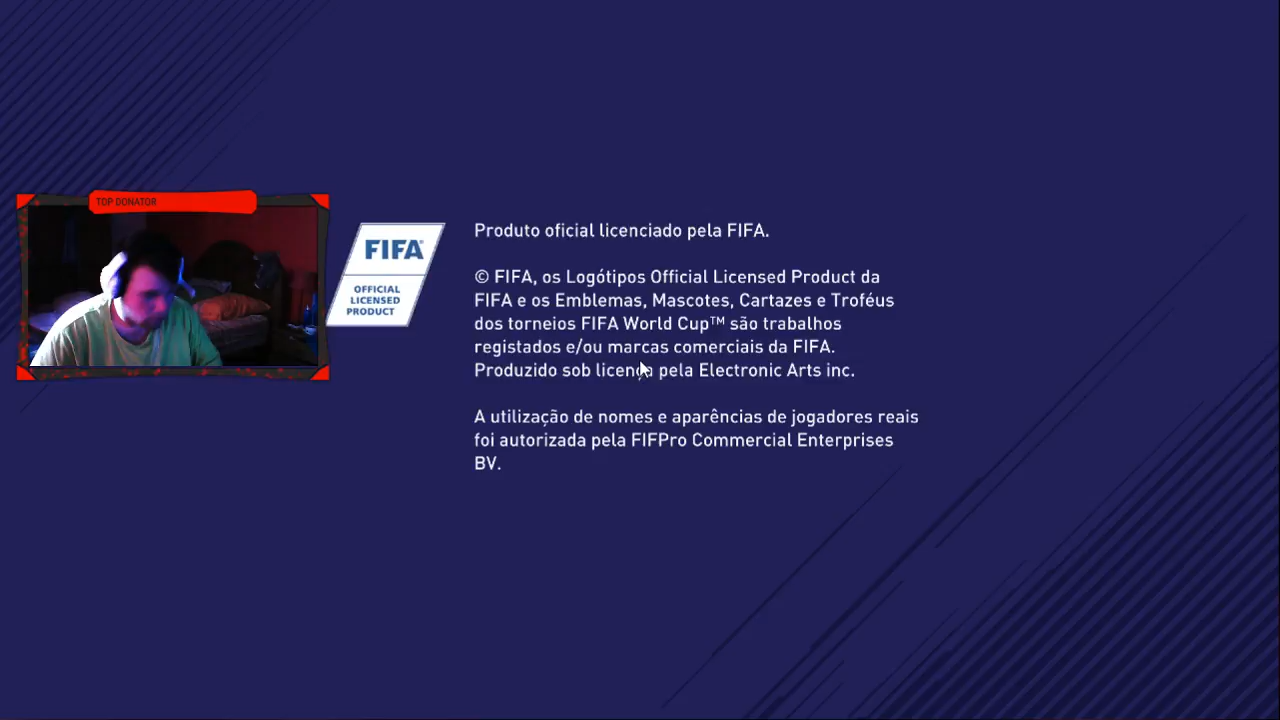 TOP DONATOR
FIFA
OFFICIAL
LICENSED
PRODUCT
Produto oficial licenciado pela FIFA.
© FIFA, os Logótipos Official Licensed Product da
FIFA e os Emblemas, Mascotes, Cartazes e Troféus
dos torneios FIFA World Cup™ são trabalhos
registados e/ou marcas comerciais da FIFA.
Produzido sob licença pela Electronic Arts inc.
A utilização de nomes e aparências de jogadores reais
foi autorizada pela FIFPro Commercial Enterprises
BV.